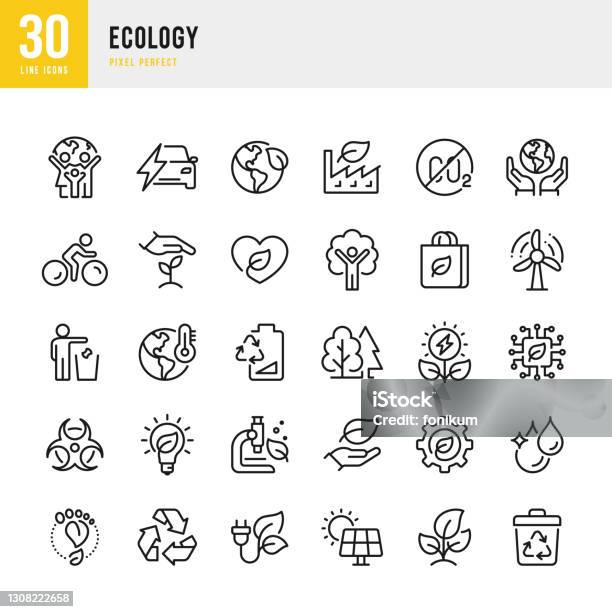 30
LINE ICONS
ECOLOGY
PIXEL PERFECT
CO2
iStock
Credit: fonikum
1308222658